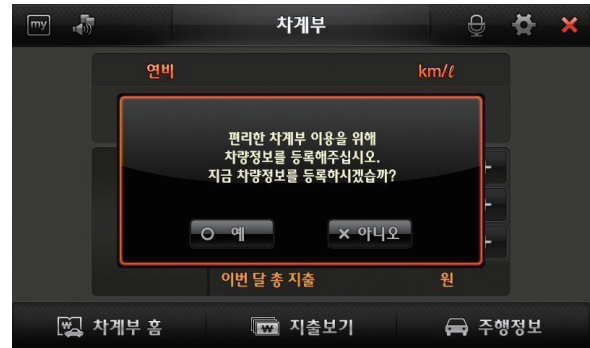 my
차계부
연비 km/ℓ
편리한 차계부 이용을 위해
차량정보를 등록해주십시오.
지금 차량정보를 등록하시겠습까?
예
아니오
이번 달 총 지출 원
차계부 홈
지출보기
주행정보